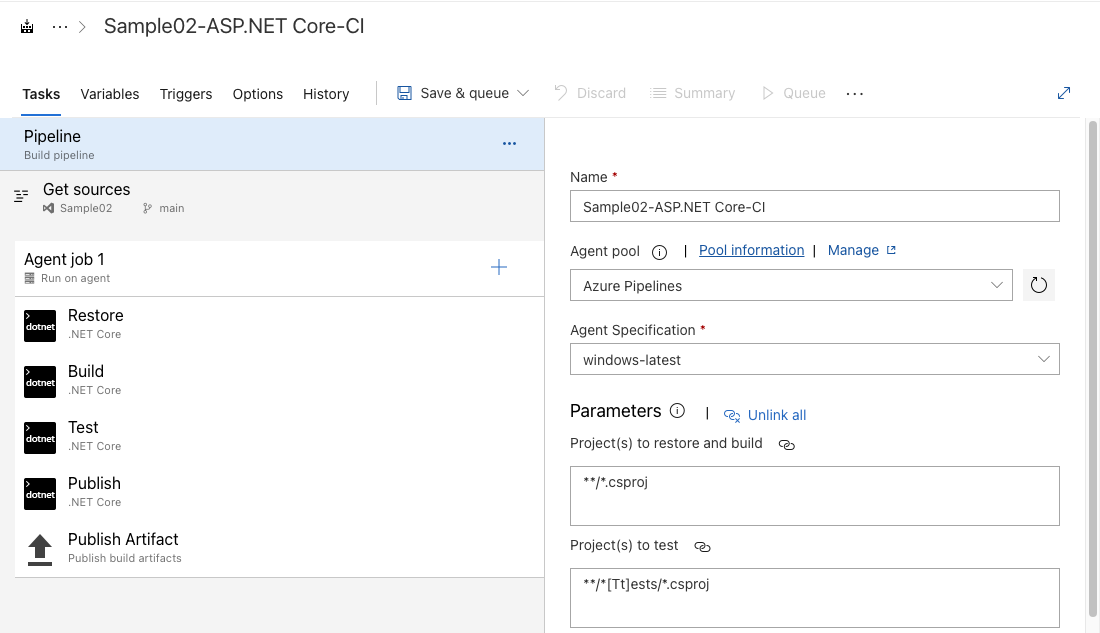 Sample02-ASP.NET Core-CI
Tasks Variables Triggers Options History Save & queue Discard Summary Queue
Pipeline
Build pipeline
Get sources
Sample02 main
Agent job 1
Run on agent
dotnet
Restore
.NET Core
dotnet
Build
.NET Core
dotnet
Test
.NET Core
dotnet
Publish
.NET Core
Publish Artifact
Publish build artifacts
Name *
Sample02-ASP.NET Core-CI
Agent pool | Pool information | Manage
Azure Pipelines
Agent Specification *
windows-latest
Parameters | Unlink all
Project(s) to restore and build
**/*.csproj
Project(s) to test
**/*[Tt]ests/*.csproj